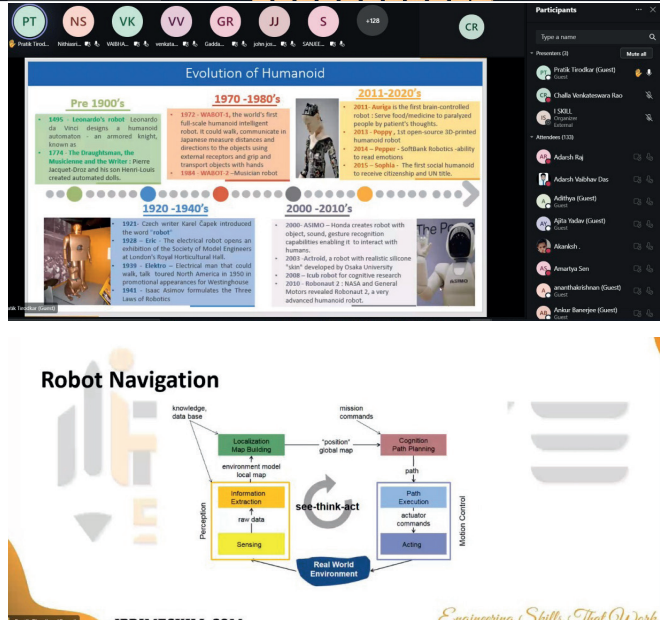 PT
NS
VK
VV
GR
JJ
S
+128
CR
Pratik Tirod...
Nithisari...
VAIBHA...
venkata...
Gadda...
john jos...
SANJEE...
Participants
Type a name
Presenters (3)
Mute all
PT
Pratik Tirodkar (Guest)
Guest
CR
Challa Venkateswara Rao
Guest
IS
I SKILL
Organizer
External
Attendees (133)
AR
Adarsh Raj
Adarsh Vaibhav Das
A
Adithya (Guest)
Guest
AY
Ajita Yadav (Guest)
Guest
Akanksh .
AS
Amartya Sen
A
ananthakrishnan (Guest)
Guest
AB
Ankur Banerjee (Guest)
Guest
Evolution of Humanoid
Pre 1900's
1495 - Leonardo's robot Leonardo
da Vinci designs a humanoid
automaton - an armored knight,
known as
1774 - The Draughtsman, the
Musicienne and the Writer : Pierre
Jacquet-Droz and his son Henri-Louis
created automated dolls.
1970 -1980's
1972 - WABOT-1, the world's first
full-scale humanoid intelligent
robot. It could walk, communicate in
Japanese measure distances and
directions to the objects using
external receptors and grip and
transport objects with hands
1984 - WABOT-2 –Musician robot
2011-2020's
2011- Auriga is the first brain-controlled
robot : Serve food/medicine to paralyzed
people by patient's thoughts.
2013 - Poppy , 1st open-source 3D-printed
humanoid robot
2014 – Pepper - SoftBank Robotics -ability
to read emotions
2015 – Sophia - The first social humanoid
to receive citizenship and UN title.
1920 -1940's
1921- Czech writer Karel Čapek introduced
the word "robot"
1928 – Eric - The electrical robot opens an
exhibition of the Society of Model Engineers
at London's Royal Horticultural Hall.
1939 - Elektro – Electrical man that could
walk, talk toured North America in 1950 in
promotional appearances for Westinghouse
1941 - Isaac Asimov formulates the Three
Laws of Robotics
2000 -2010's
2000- ASIMO – Honda creates robot with
object, sound, gesture recognition
capabilities enabling it to interact with
humans.
2003 -Actroid, a robot with realistic silicone
"skin" developed by Osaka University
2008 – Icub robot for cognitive research
2010 - Robonaut 2 : NASA and General
Motors revealed Robonaut 2, a very
advanced humanoid robot.
The P
ASIMO
atik Tirodkar (Guest)
Robot Navigation
knowledge,
data base
mission
commands
Localization
Map Building
"position"
global map
Cognition
Path Planning
environment model
local map
path
Perception
Information
Extraction
see-think-act
Path
Execution
Motion Control
raw data
actuator
commands
Sensing
Acting
Real World
Environment
Engineering Skills That Work